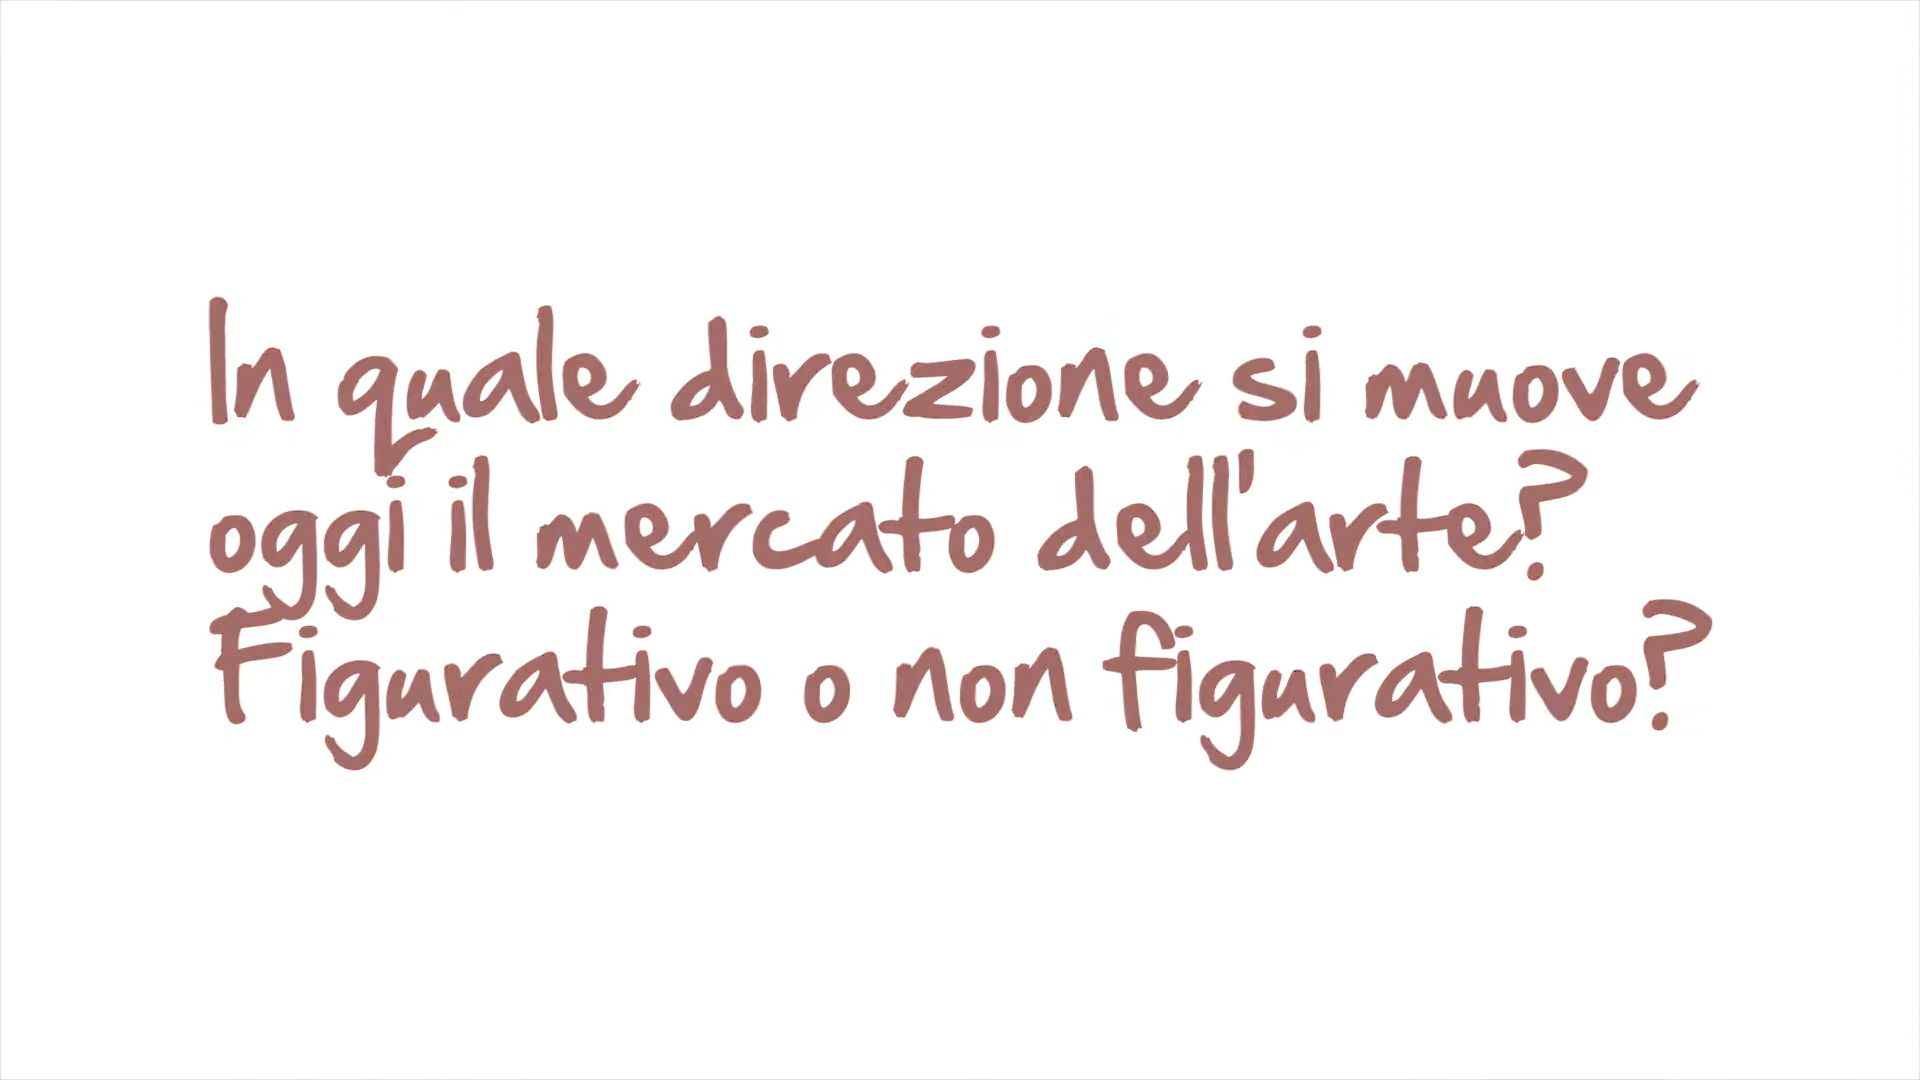 In quale direzione si muove
oggi il mercato dell'arte?
Figurativo o non figurativo?